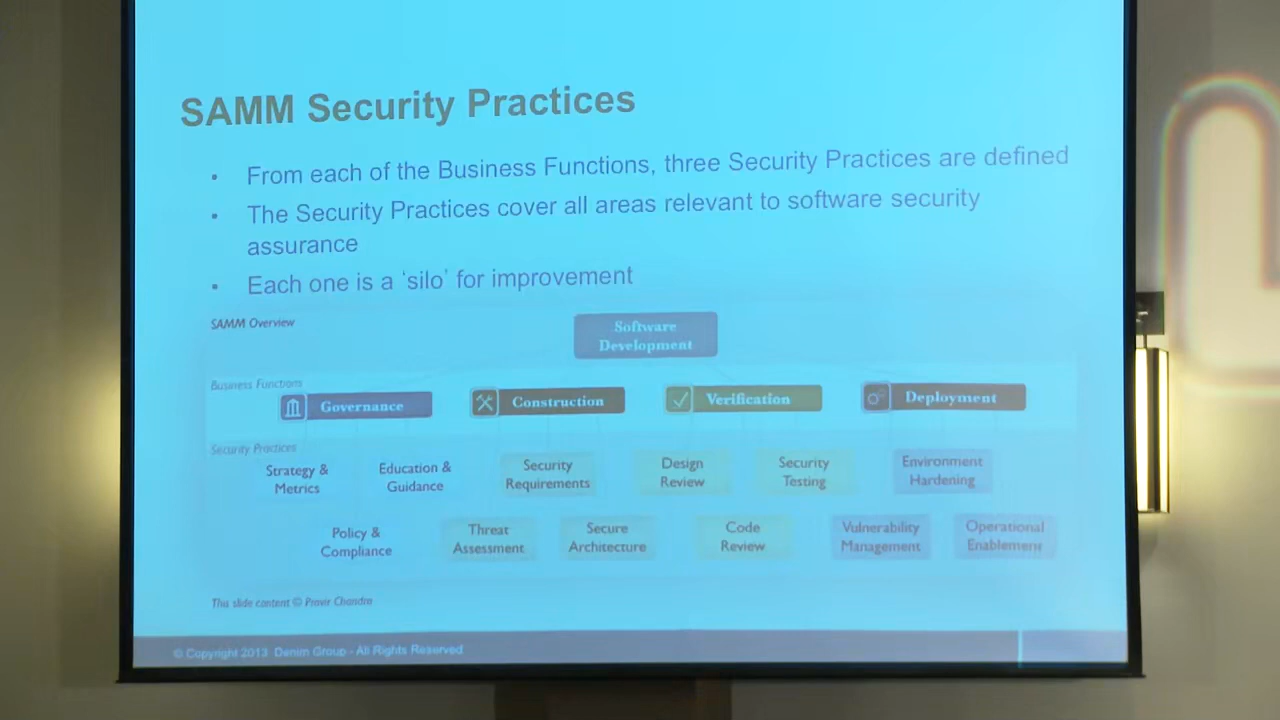 SAMM Security Practices
• From each of the Business Functions, three Security Practices are defined
• The Security Practices cover all areas relevant to software security
assurance
• Each one is a ‘silo’ for improvement
SAMM Overview
Software
Development
Business Functions
Governance
Construction
Verification
Deployment
Security Practices
Strategy &
Metrics
Education &
Guidance
Security
Requirements
Design
Review
Security
Testing
Environment
Hardening
Policy &
Compliance
Threat
Assessment
Secure
Architecture
Code
Review
Vulnerability
Management
Operational
Enablement
This slide content © Pravir Chandra
© Copyright 2013 Denim Group - All Rights Reserved